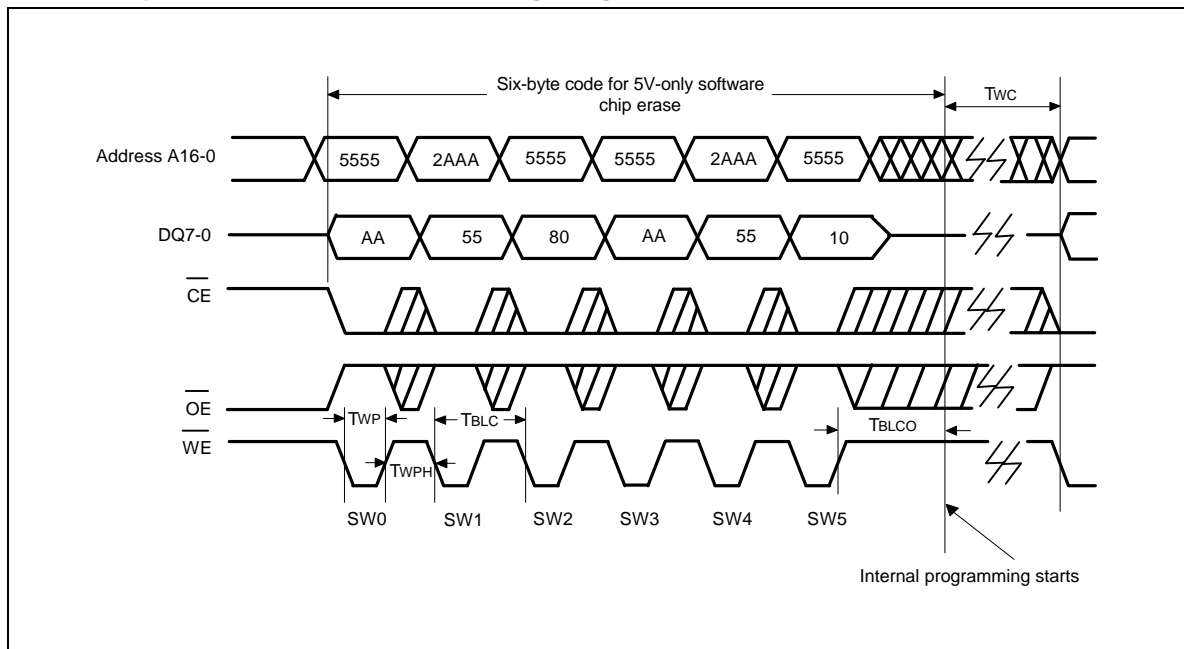 Six-byte code for 5V-only software
chip erase
TWC
Address A16-0
5555
2AAA
5555
5555
2AAA
5555
DQ7-0
AA
55
80
AA
55
10
CE
OE
TWP
TBLC
TBLCO
WE
TWPH
SW0
SW1
SW2
SW3
SW4
SW5
Internal programming starts